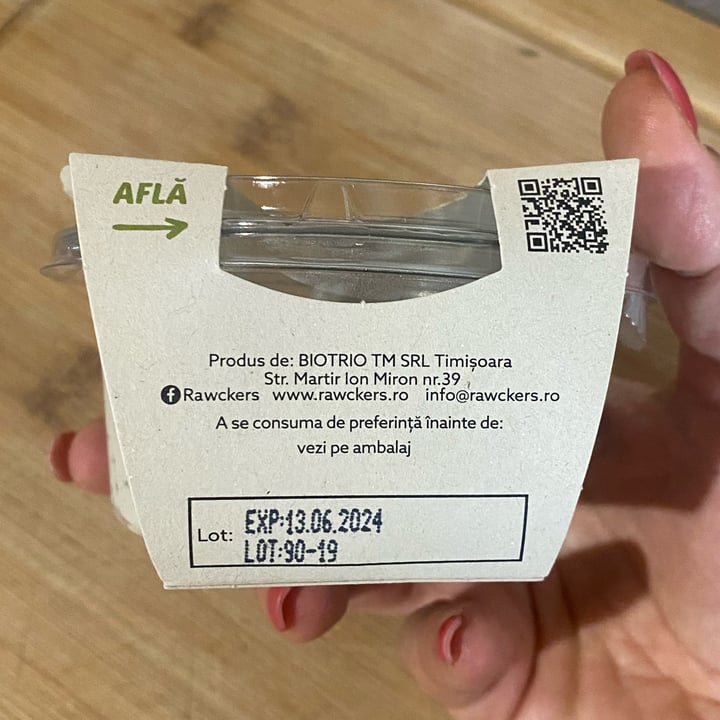 AFLĂ
Produs de: BIOTRIO TM SRL Timișoara
Str. Martir Ion Miron nr.39
Rawckers www.rawckers.ro info@rawckers.ro
A se consuma de preferință înainte de:
vezi pe ambalaj
Lot: EXP:13.06.2024
LOT:90-19